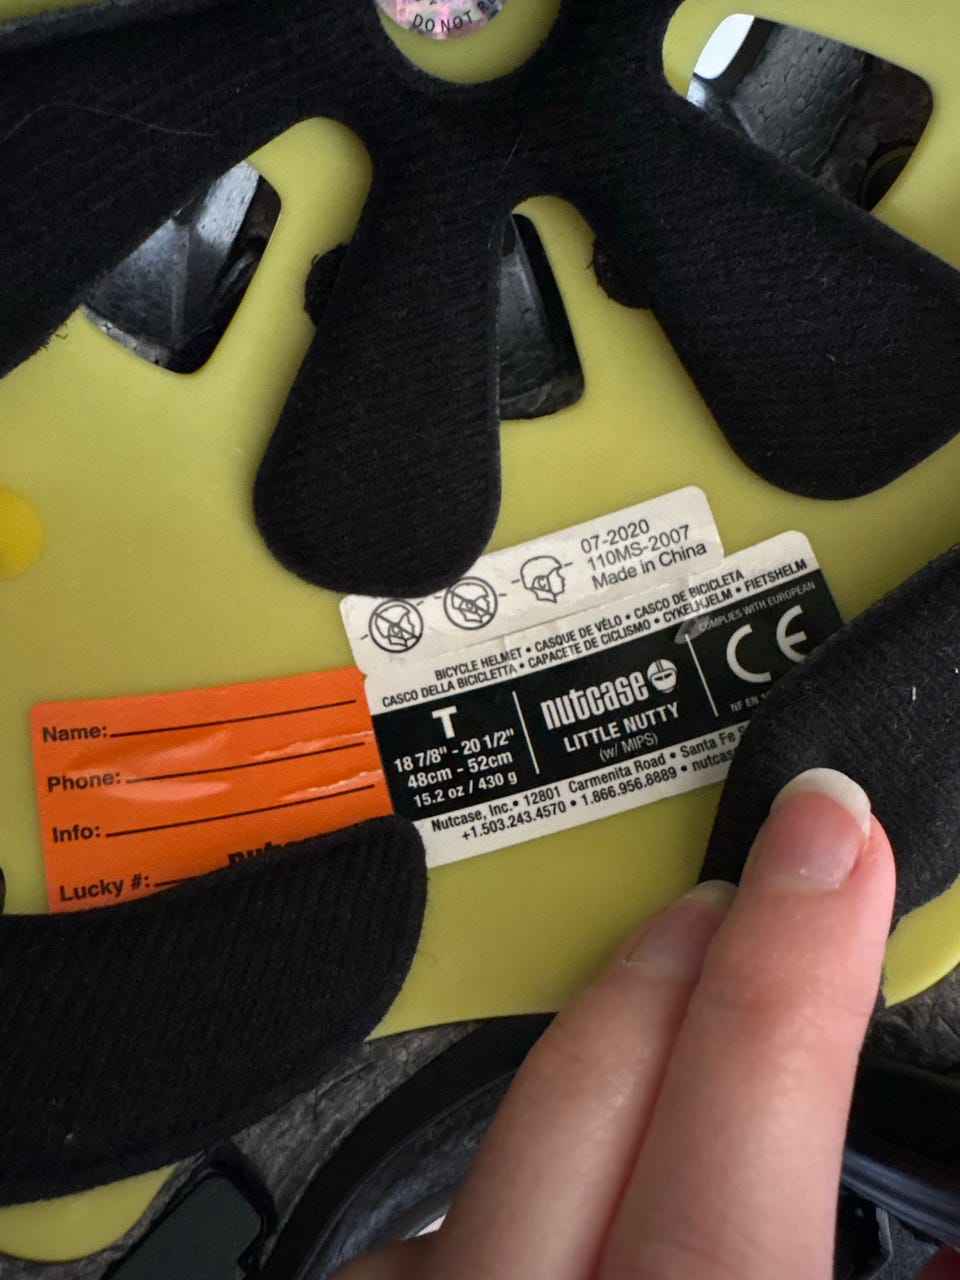 DO NOT
07-2020
110MS-2007
Made in China
BICYCLE HELMET • CASQUE DE VÉLO • CASCO DE BICICLETA
CASCO DELLA BICICLETTA • CAPACETE DE CICLISMO • CYKELHJELM • FIETSHELM
T
18 7/8" - 20 1/2"
48cm - 52cm
15.2 oz / 430 g
nutcase
LITTLE NUTTY
(w/ MIPS)
COMPLIES WITH EUROPEAN
CE
NF EN
Nutcase, Inc. • 12801 Carmenita Road • Santa Fe
+1.503.243.4570 • 1.866.956.8889 •
Name:
Phone:
Info:
Lucky #: